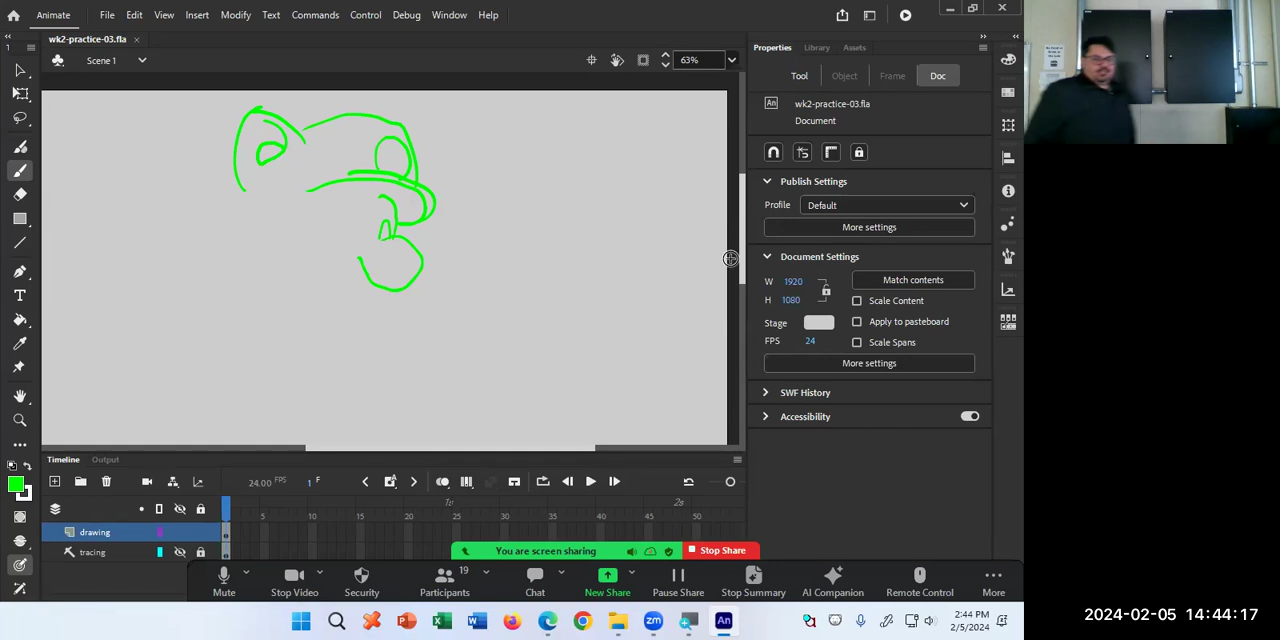 Animate File Edit View Insert Modify Text Commands Control Debug Window Help
wk2-practice-03.fla ×
1 Scene 1 63%
Properties Library Assets
Tool Object Frame Doc
An wk2-practice-03.fla
Document
Publish Settings
Profile Default
More settings
Document Settings
W 1920 Match contents
H 1080 Scale Content
Stage Apply to pasteboard
FPS 24 Scale Spans
More settings
SWF History
Accessibility
Timeline Output
24.00 FPS 1 F
1s 2s
5 10 15 20 25 30 35 40 45 50
drawing
tracing
You are screen sharing Stop Share
19
Mute Stop Video Security Participants Chat New Share Pause Share Stop Summary AI Companion Remote Control More
zm An 2:44 PM
2/5/2024
2024-02-05 14:44:17